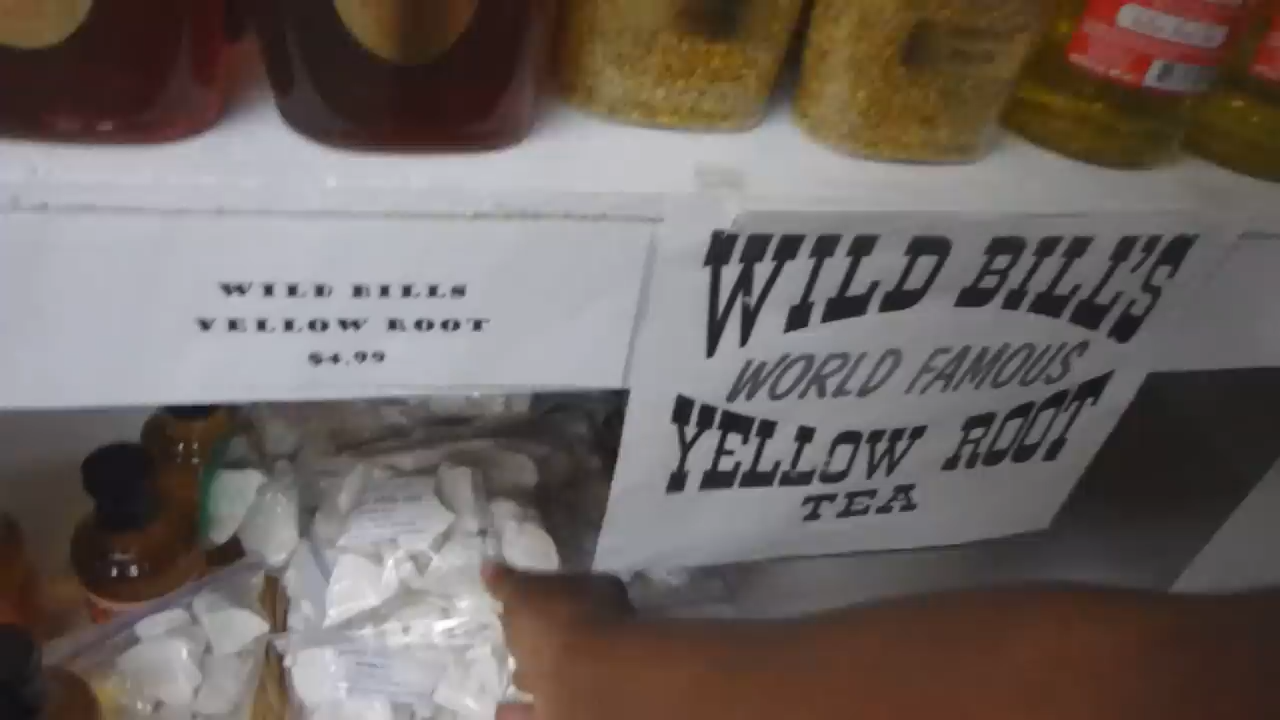 WILD BILLS
YELLOW ROOT
$4.99
WILD BILL'S
WORLD FAMOUS
YELLOW ROOT
TEA